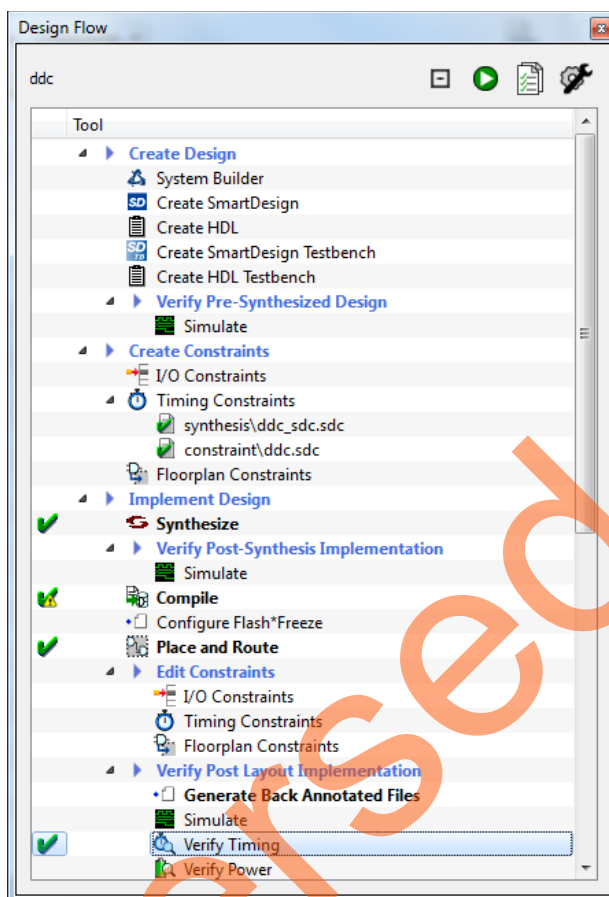 Design Flow
ddc
Tool
Create Design
System Builder
SD Create SmartDesign
Create HDL
SD TB Create SmartDesign Testbench
Create HDL Testbench
Verify Pre-Synthesized Design
Simulate
Create Constraints
I/O Constraints
Timing Constraints
synthesis\ddc_sdc.sdc
constraint\ddc.sdc
Floorplan Constraints
Implement Design
Synthesize
Verify Post-Synthesis Implementation
Simulate
Compile
Configure Flash*Freeze
Place and Route
Edit Constraints
I/O Constraints
Timing Constraints
Floorplan Constraints
Verify Post Layout Implementation
Generate Back Annotated Files
Simulate
Verify Timing
Verify Power